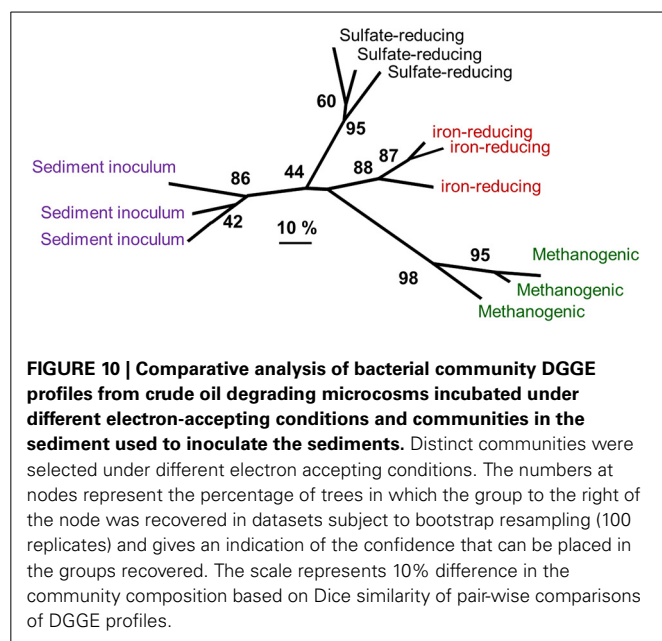 Sulfate-reducing
Sulfate-reducing
Sulfate-reducing
60
95
iron-reducing
87
iron-reducing
88
iron-reducing
Sediment inoculum
86
44
Sediment inoculum
42
Sediment inoculum
10 %
95
Methanogenic
98
Methanogenic
Methanogenic
FIGURE 10 | Comparative analysis of bacterial community DGGE
profiles from crude oil degrading microcosms incubated under
different electron-accepting conditions and communities in the
sediment used to inoculate the sediments. Distinct communities were
selected under different electron accepting conditions. The numbers at
nodes represent the percentage of trees in which the group to the right of
the node was recovered in datasets subject to bootstrap resampling (100
replicates) and gives an indication of the confidence that can be placed in
the groups recovered. The scale represents 10% difference in the
community composition based on Dice similarity of pair-wise comparisons
of DGGE profiles.